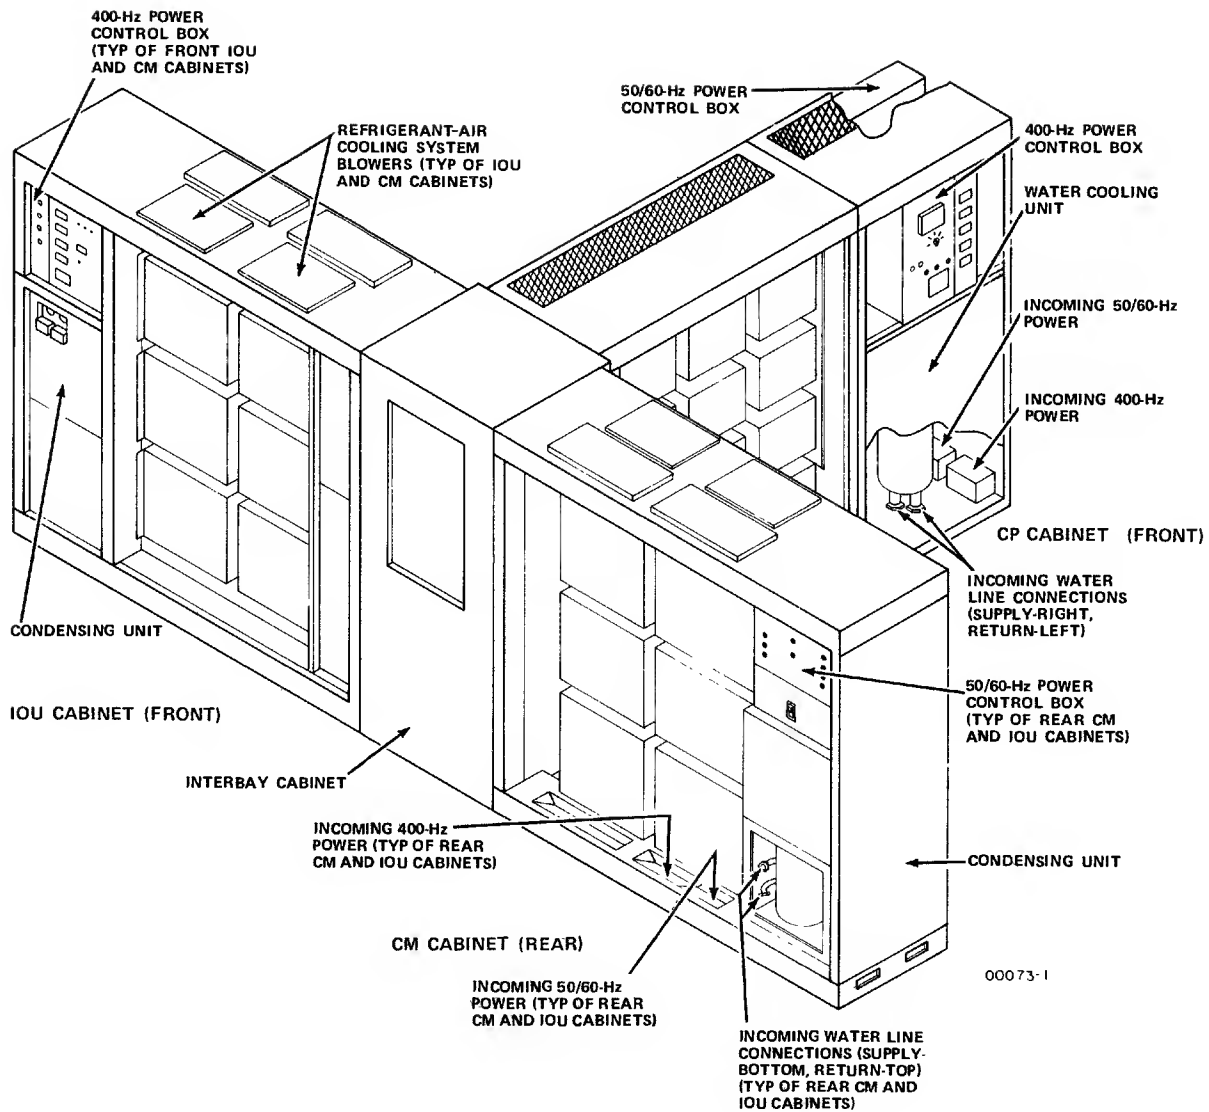 400-Hz POWER
CONTROL BOX
(TYP OF FRONT IOU
AND CM CABINETS)
50/60-Hz POWER
CONTROL BOX
REFRIGERANT-AIR
COOLING SYSTEM
BLOWERS (TYP OF IOU
AND CM CABINETS)
400-Hz POWER
CONTROL BOX
WATER COOLING
UNIT
INCOMING 50/60-Hz
POWER
INCOMING 400-Hz
POWER
CP CABINET (FRONT)
INCOMING WATER
LINE CONNECTIONS
(SUPPLY-RIGHT,
RETURN-LEFT)
CONDENSING UNIT
50/60-Hz POWER
CONTROL BOX
(TYP OF REAR CM
AND IOU CABINETS)
IOU CABINET (FRONT)
INTERBAY CABINET
INCOMING 400-Hz
POWER (TYP OF REAR
CM AND IOU CABINETS)
CONDENSING UNIT
CM CABINET (REAR)
00073-1
INCOMING 50/60-Hz
POWER (TYP OF REAR
CM AND IOU CABINETS)
INCOMING WATER LINE
CONNECTIONS (SUPPLY-
BOTTOM, RETURN-TOP)
(TYP OF REAR CM AND
IOU CABINETS)